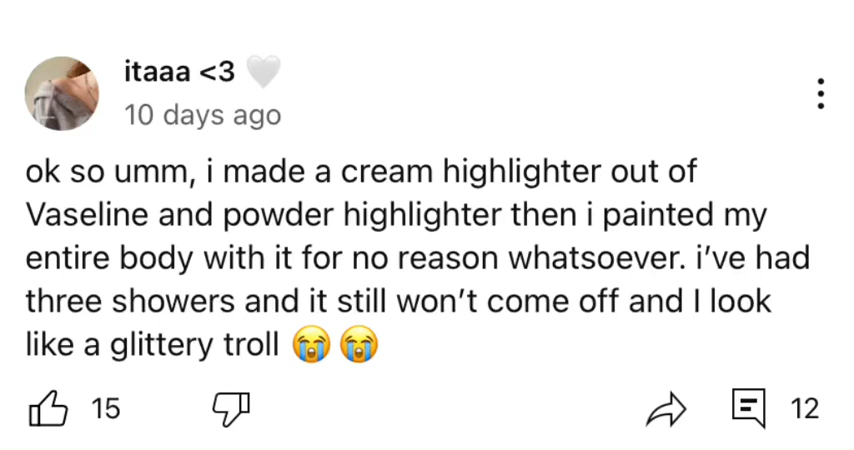 itaaa <3 🤍
10 days ago
ok so umm, i made a cream highlighter out of
Vaseline and powder highlighter then i painted my
entire body with it for no reason whatsoever. i’ve had
three showers and it still won’t come off and I look
like a glittery troll 😭 😭
15
12